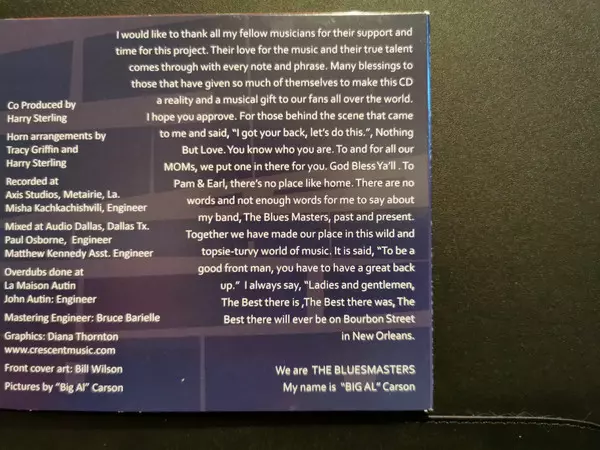 Co Produced by
Harry Sterling
Horn arrangements by
Tracy Griffin and
Harry Sterling
Recorded at
Axis Studios, Metairie, La.
Misha Kachkachishvili, Engineer
Mixed at Audio Dallas, Dallas Tx.
Paul Osborne, Engineer
Matthew Kennedy Asst. Engineer
Overdubs done at
La Maison Autin
John Autin: Engineer
Mastering Engineer: Bruce Barielle
Graphics: Diana Thornton
www.crescentmusic.com
Front cover art: Bill Wilson
Pictures by “Big Al” Carson
I would like to thank all my fellow musicians for their support and
time for this project. Their love for the music and their true talent
comes through with every note and phrase. Many blessings to
those that have given so much of themselves to make this CD
a reality and a musical gift to our fans all over the world.
I hope you approve. For those behind the scene that came
to me and said, “I got your back, let’s do this.”, Nothing
But Love. You know who you are. To and for all our
MOMs, we put one in there for you. God Bless Ya’ll . To
Pam & Earl, there’s no place like home. There are no
words and not enough words for me to say about
my band, The Blues Masters, past and present.
Together we have made our place in this wild and
topsie-turvy world of music. It is said, “To be a
good front man, you have to have a great back
up.” I always say, “Ladies and gentlemen,
The Best there is ,The Best there was, The
Best there will ever be on Bourbon Street
in New Orleans.
We are THE BLUESMASTERS
My name is “BIG AL” Carson